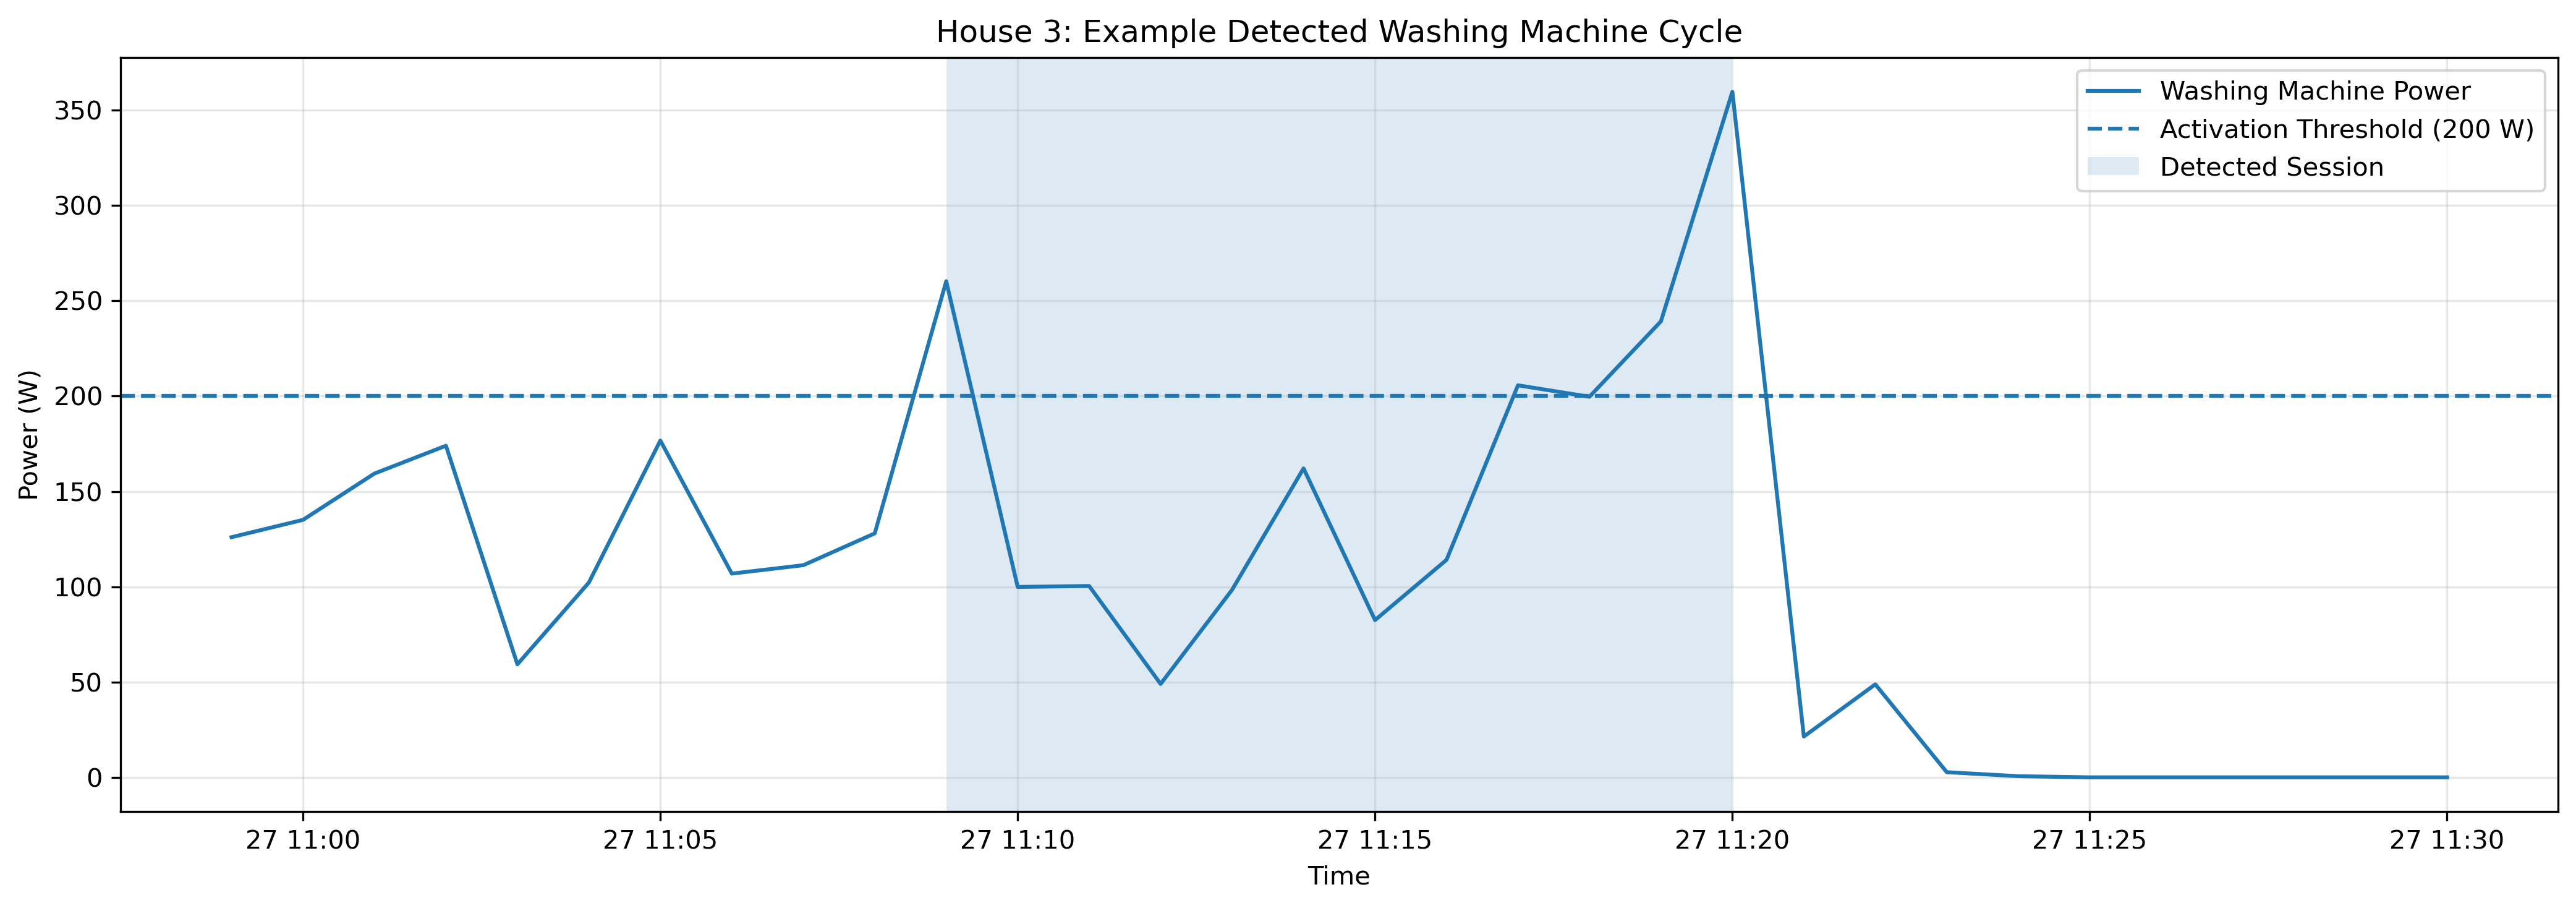 House 3: Example Detected Washing Machine Cycle
Washing Machine Power
Activation Threshold (200 W)
Detected Session
Power (W)
350
300
250
200
150
100
50
0
27 11:00 27 11:05 27 11:10 27 11:15 27 11:20 27 11:25 27 11:30
Time